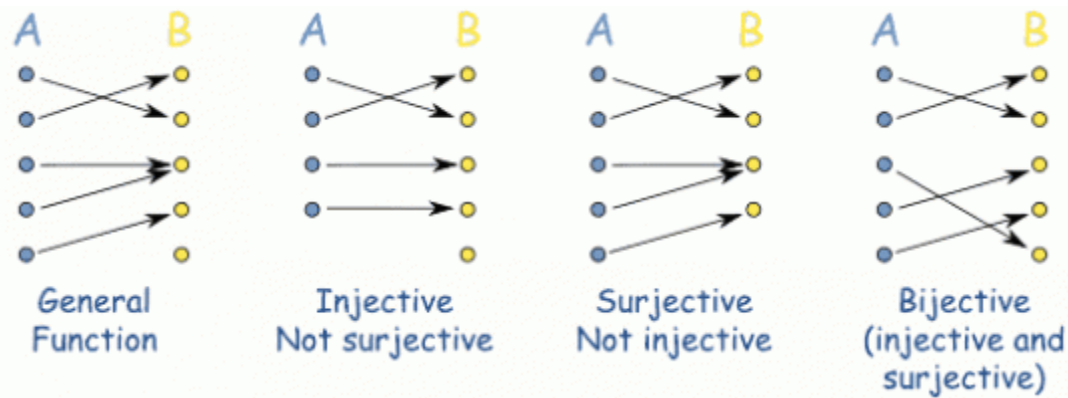 A B A B A B A B
General
Function
Injective
Not surjective
Surjective
Not injective
Bijective
(injective and
surjective)